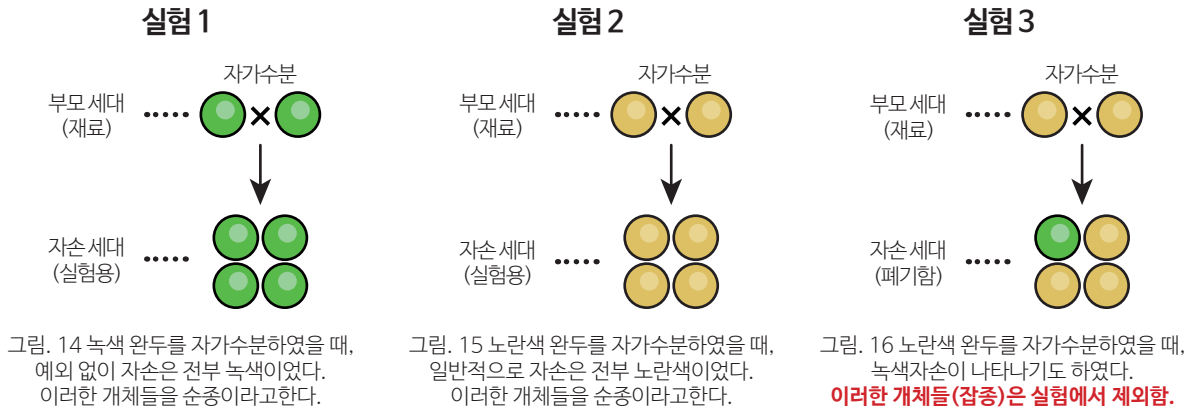 실험 1
자가수분
부모 세대
(재료)
자손 세대
(실험용)
그림. 14 녹색 완두를 자가수분하였을 때,
예외 없이 자손은 전부 녹색이었다.
이러한 개체들을 순종이라고한다.
실험 2
자가수분
부모 세대
(재료)
자손 세대
(실험용)
그림. 15 노란색 완두를 자가수분하였을 때,
일반적으로 자손은 전부 노란색이었다.
이러한 개체들을 순종이라고한다.
실험 3
자가수분
부모 세대
(재료)
자손 세대
(폐기함)
그림. 16 노란색 완두를 자가수분하였을 때,
녹색자손이 나타나기도 하였다.
이러한 개체들(잡종)은 실험에서 제외함.